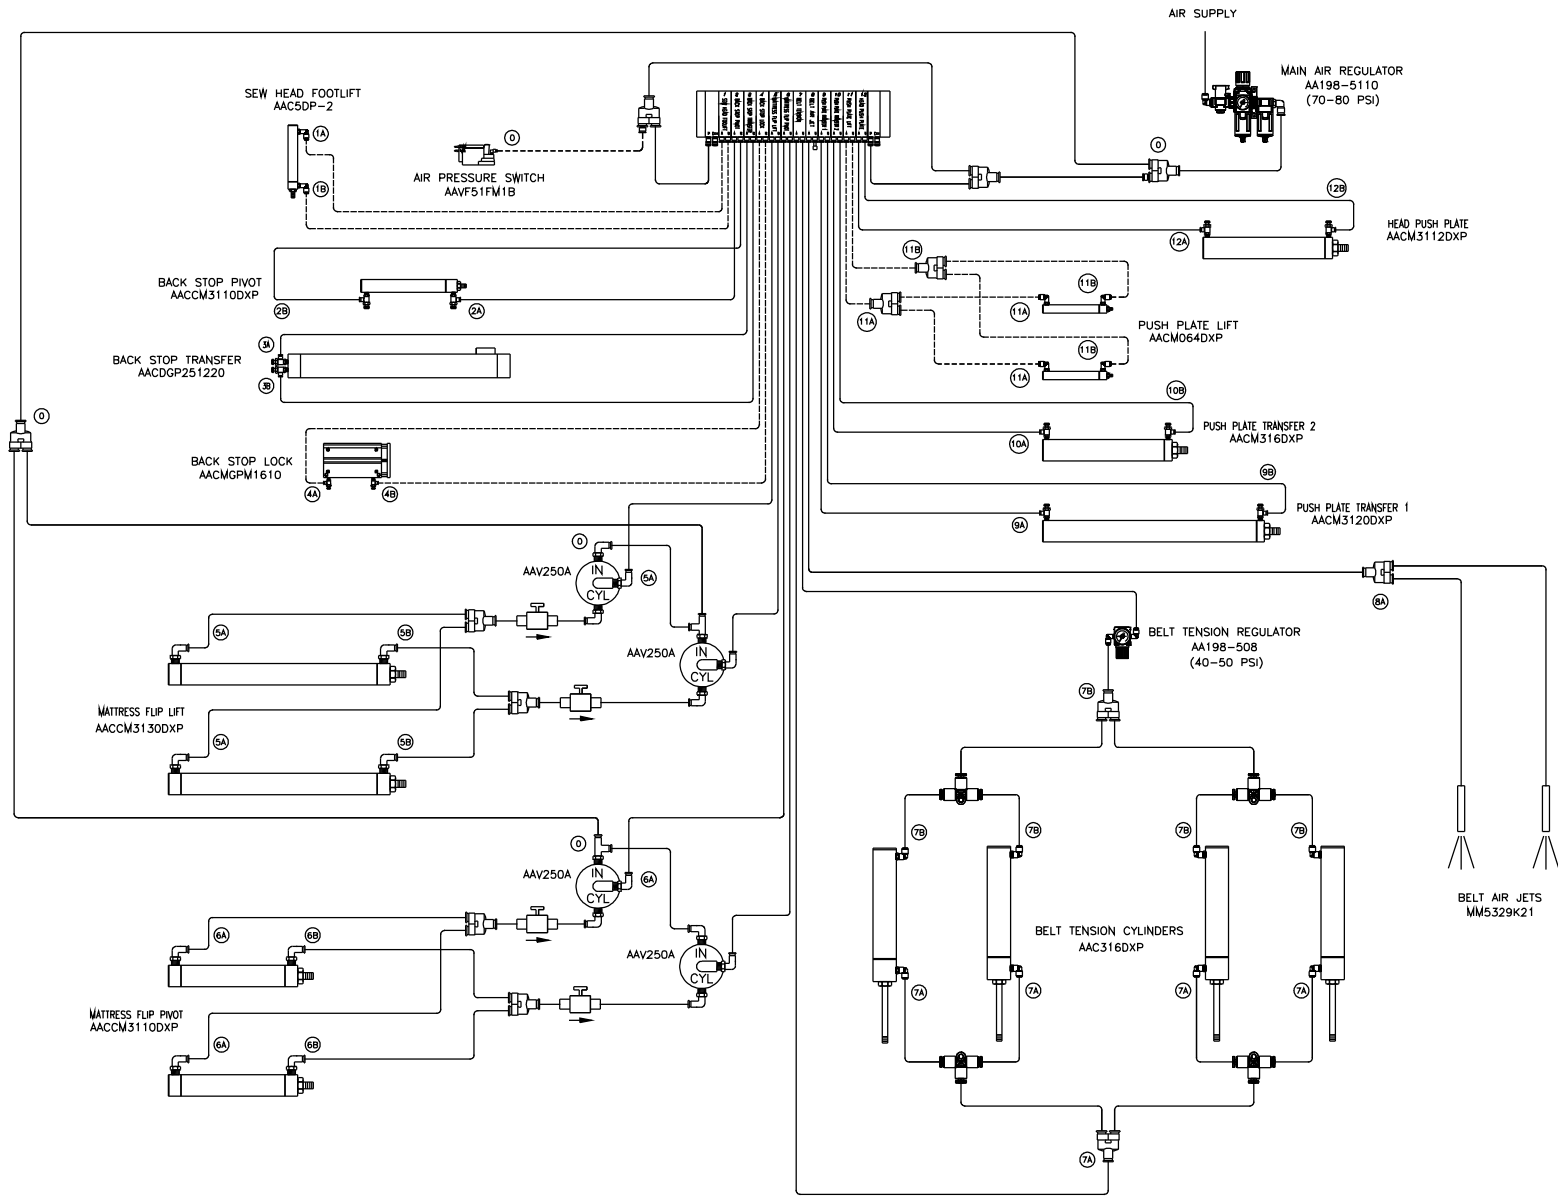 AIR SUPPLY
MAIN AIR REGULATOR
AA198-5110
(70-80 PSI)
SEW HEAD FOOTLIFT
AAC5DP-2
1A
1B
0
AIR PRESSURE SWITCH
AAVF51FM1B
0
12B
12A
HEAD PUSH PLATE
AACM3112DXP
BACK STOP PIVOT
AACCM3110DXP
2B
2A
11B
11B
11A
11A
PUSH PLATE LIFT
AACM064DXP
11B
11A
BACK STOP TRANSFER
AACDGP251220
3A
3B
0
10B
10A
PUSH PLATE TRANSFER 2
AACM316DXP
BACK STOP LOCK
AACMGPM1610
4A
4B
9B
9A
PUSH PLATE TRANSFER 1
AACM3120DXP
0
AAV250A
IN
CYL
5A
8A
5A
5B
AAV250A
IN
CYL
BELT TENSION REGULATOR
AA198-508
(40-50 PSI)
7B
MATTRESS FLIP LIFT
AACCM3130DXP
5A
5B
0
AAV250A
IN
CYL
6A
7B
7B
7B
7B
BELT AIR JETS
MM5329K21
6A
6B
AAV250A
IN
CYL
BELT TENSION CYLINDERS
AAC316DXP
7A
7A
7A
7A
MATTRESS FLIP PIVOT
AACCM3110DXP
6A
6B
7A